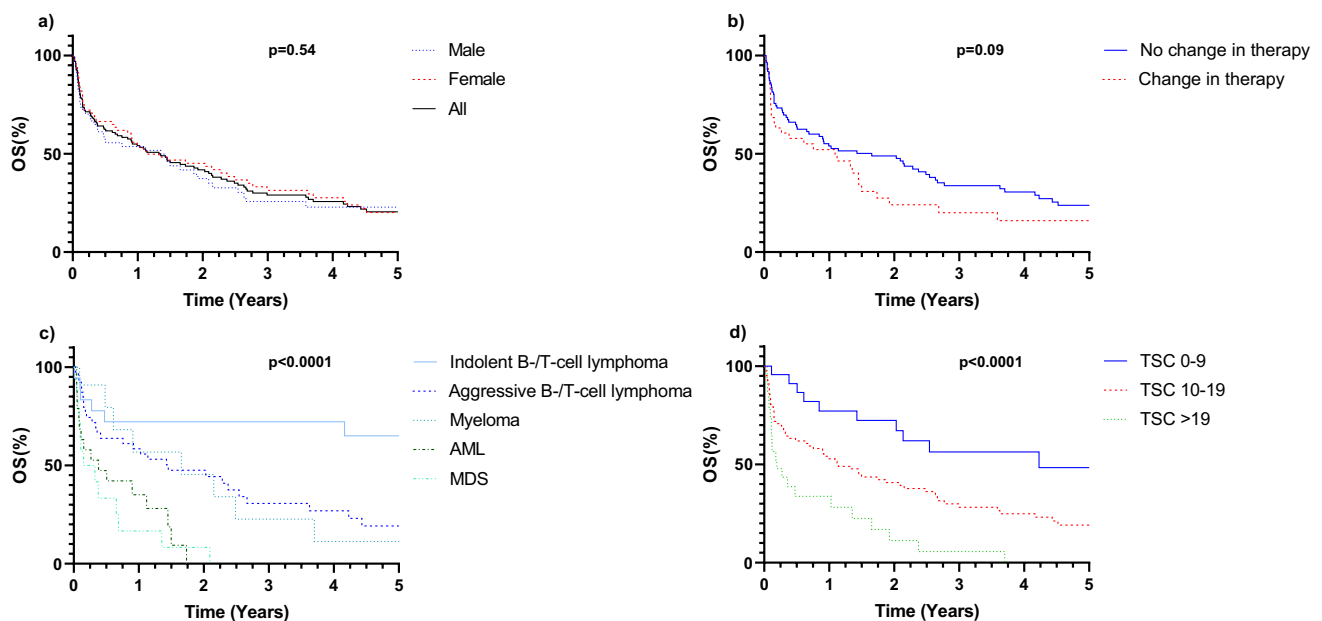 a)
p=0.54
Male
Female
All
100
50
0
OS(%)
0 1 2 3 4 5
Time (Years)
b)
p=0.09
No change in therapy
Change in therapy
100
50
0
OS(%)
0 1 2 3 4 5
Time (Years)
c)
p<0.0001
Indolent B-/T-cell lymphoma
Aggressive B-/T-cell lymphoma
Myeloma
AML
MDS
100
50
0
OS(%)
0 1 2 3 4 5
Time (Years)
d)
p<0.0001
TSC 0-9
TSC 10-19
TSC >19
100
50
0
OS(%)
0 1 2 3 4 5
Time (Years)